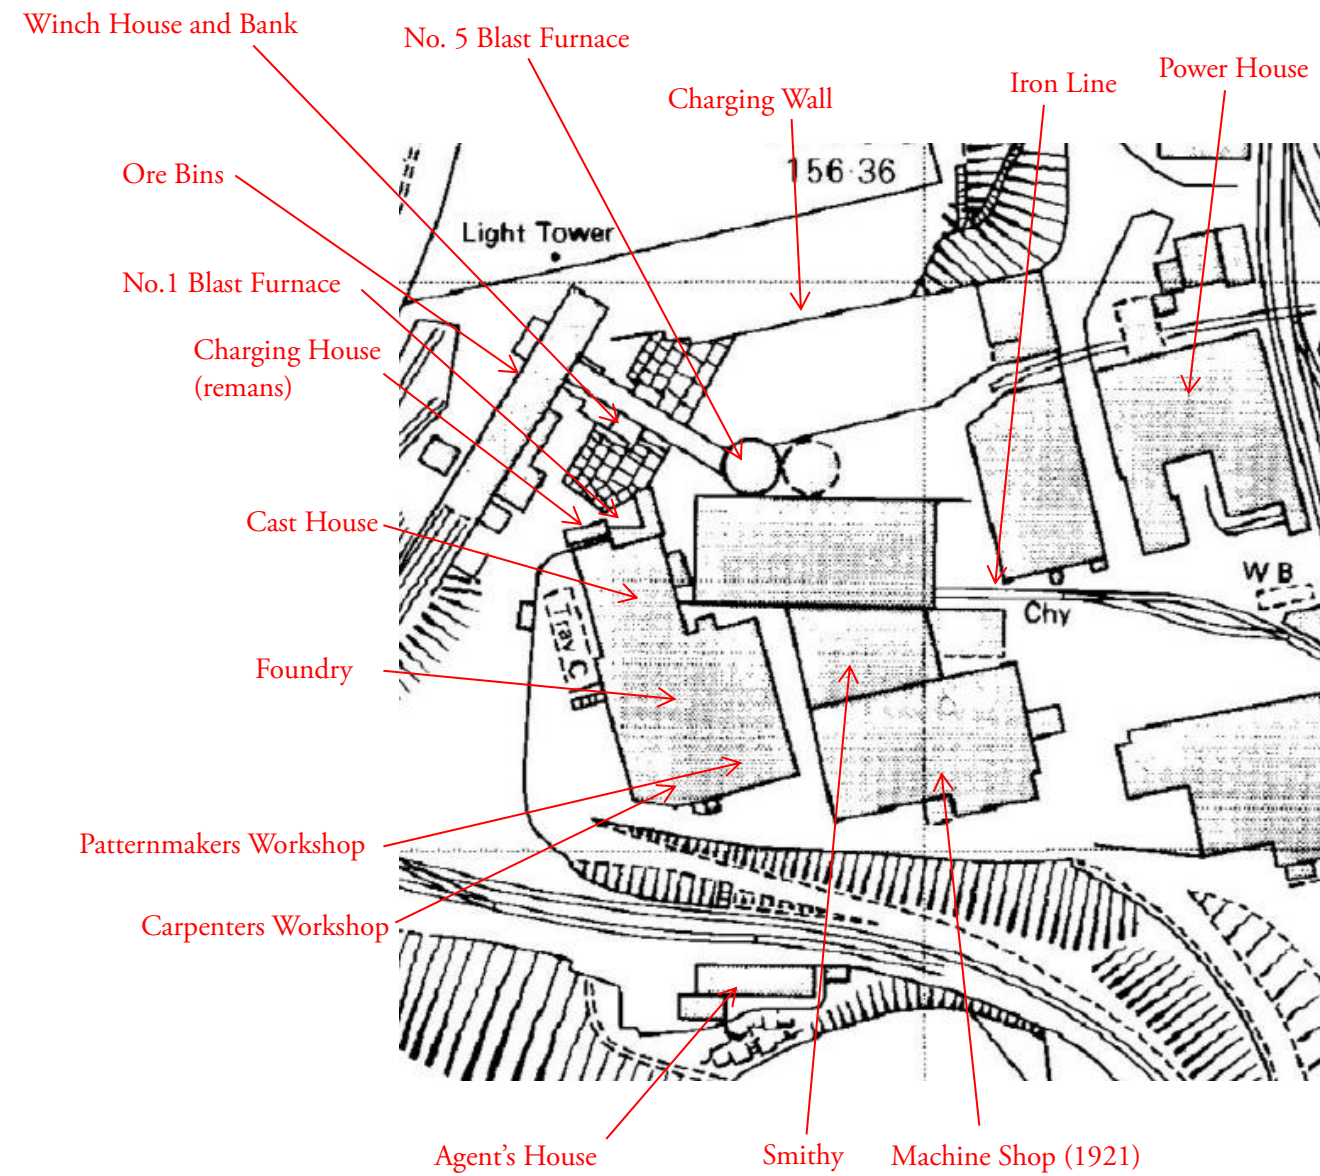 Winch House and Bank
No. 5 Blast Furnace
Power House
Iron Line
Charging Wall
Ore Bins
156·36
Light Tower
No.1 Blast Furnace
Charging House
(remans)
Cast House
W B
Chy
Tray C
Foundry
Patternmakers Workshop
Carpenters Workshop
Agent's House
Smithy
Machine Shop (1921)